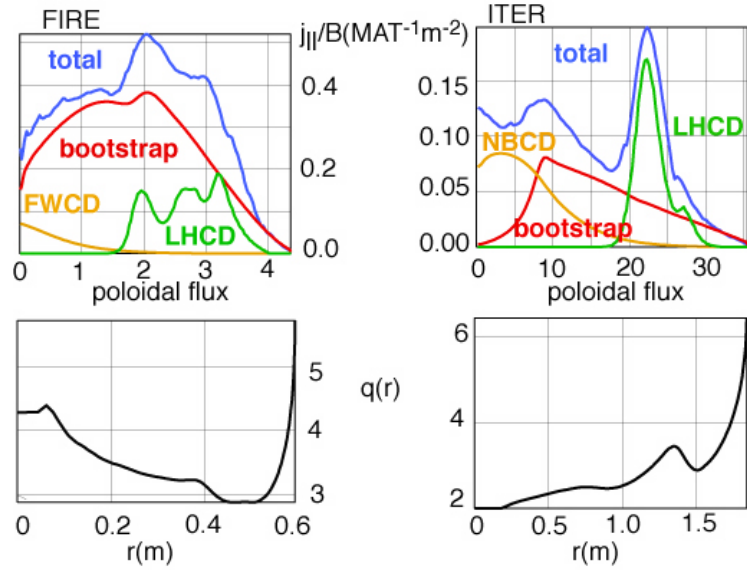 FIRE
j||/B(MAT-1m-2)
ITER
total
bootstrap
FWCD
LHCD
0.4
0.2
0.0
0 1 2 3 4
poloidal flux
0.20
0.15
0.10
0.05
0.00
total
NBCD
LHCD
bootstrap
0 10 20 30
poloidal flux
5
4
3
q(r)
0 0.2 0.4 0.6
r(m)
6
4
2
0 0.5 1.0 1.5
r(m)